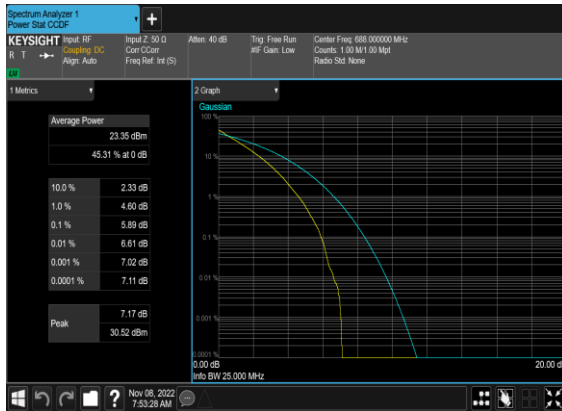 Spectrum Analyzer 1
Power Stat CCDF
+
KEYSIGHT
R T
Input: RF
Coupling: DC
Align: Auto
Input Z: 50 Ω
Corr CCorr
Freq Ref: Int (S)
Atten: 40 dB
Trig: Free Run
#IF Gain: Low
Center Freq: 688.000000 MHz
Counts: 1.00 M/1.00 Mpt
Radio Std: None
1 Metrics
Average Power
23.35 dBm
45.31 % at 0 dB
10.0 % 2.33 dB
1.0 % 4.60 dB
0.1 % 5.89 dB
0.01 % 6.61 dB
0.001 % 7.02 dB
0.0001 % 7.11 dB
Peak
7.17 dB
30.52 dBm
2 Graph
Gaussian
100 %
10 %
1 %
0.1 %
0.01 %
0.001 %
0.0001 %
0.00 dB
20.00 d
Info BW 25.000 MHz
?
Nov 08, 2022
7:53:28 AM